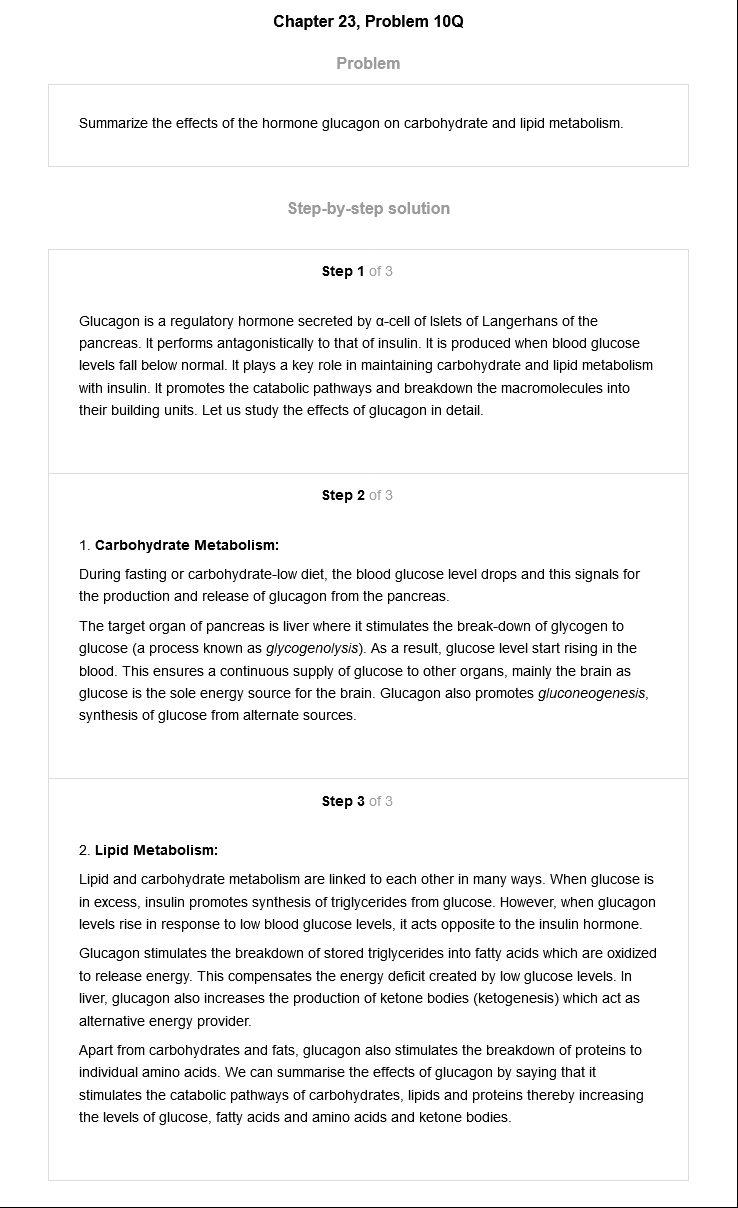 Chapter 23, Problem 10Q
Problem
Summarize the effects of the hormone glucagon on carbohydrate and lipid metabolism.
Step-by-step solution
Step 1 of 3
Glucagon is a regulatory hormone secreted by α-cell of Islets of Langerhans of the
pancreas. It performs antagonistically to that of insulin. It is produced when blood glucose
levels fall below normal. It plays a key role in maintaining carbohydrate and lipid metabolism
with insulin. It promotes the catabolic pathways and breakdown the macromolecules into
their building units. Let us study the effects of glucagon in detail.
Step 2 of 3
1. Carbohydrate Metabolism:
During fasting or carbohydrate-low diet, the blood glucose level drops and this signals for
the production and release of glucagon from the pancreas.
The target organ of pancreas is liver where it stimulates the break-down of glycogen to
glucose (a process known as glycogenolysis). As a result, glucose level start rising in the
blood. This ensures a continuous supply of glucose to other organs, mainly the brain as
glucose is the sole energy source for the brain. Glucagon also promotes gluconeogenesis,
synthesis of glucose from alternate sources.
Step 3 of 3
2. Lipid Metabolism:
Lipid and carbohydrate metabolism are linked to each other in many ways. When glucose is
in excess, insulin promotes synthesis of triglycerides from glucose. However, when glucagon
levels rise in response to low blood glucose levels, it acts opposite to the insulin hormone.
Glucagon stimulates the breakdown of stored triglycerides into fatty acids which are oxidized
to release energy. This compensates the energy deficit created by low glucose levels. In
liver, glucagon also increases the production of ketone bodies (ketogenesis) which act as
alternative energy provider.
Apart from carbohydrates and fats, glucagon also stimulates the breakdown of proteins to
individual amino acids. We can summarise the effects of glucagon by saying that it
stimulates the catabolic pathways of carbohydrates, lipids and proteins thereby increasing
the levels of glucose, fatty acids and amino acids and ketone bodies.